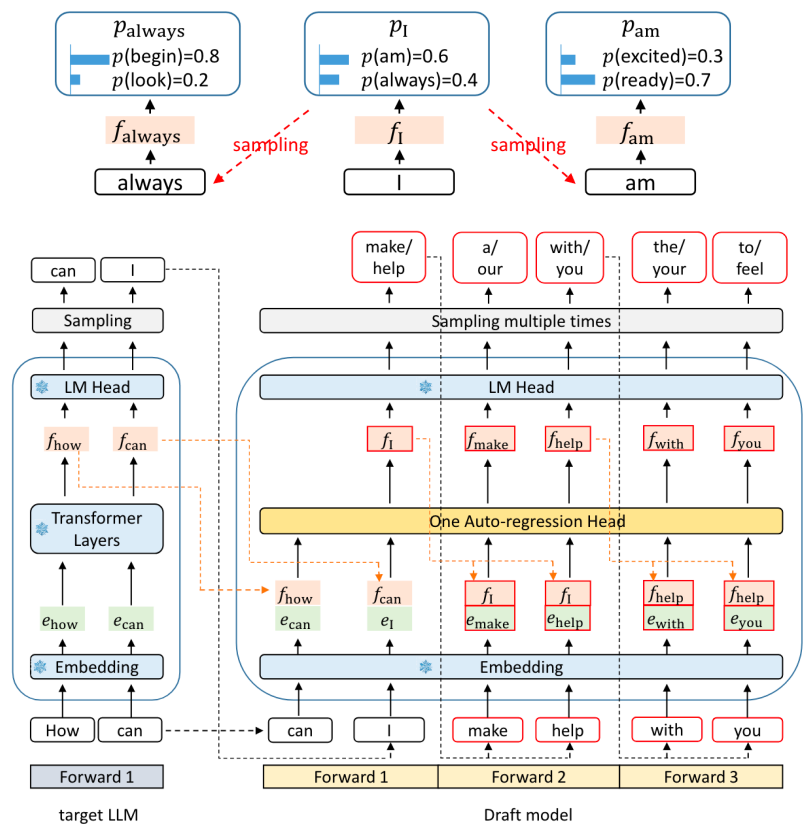 p_always p_I p_am
p(begin)=0.8 p(am)=0.6 p(excited)=0.3
p(look)=0.2 p(always)=0.4 p(ready)=0.7
f_always sampling f_I sampling f_am
always I am
make/ a/ with/ the/ to/
help our you your feel
can I
Sampling Sampling multiple times
LM Head LM Head
f_how f_can f_I f_make f_help f_with f_you
Transformer
Layers
One Auto-regression Head
f_how f_can f_I f_I f_help f_help
e_how e_can e_can e_I e_make e_help e_with e_you
Embedding Embedding
How can can I make help with you
Forward 1 Forward 1 Forward 2 Forward 3
target LLM Draft model